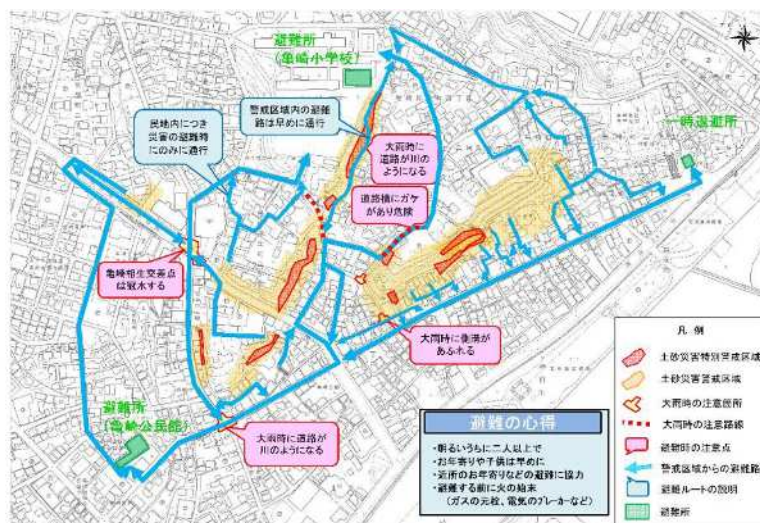 避難所
(亀崎小学校)
警戒区域内の避難
路は早めに通行
民地内につき
災害の避難時
にのみに通行
大雨時に
道路が川の
ようになる
一時退避所
道路横にガケ
があり危険
亀崎相生交差点
は冠水する
大雨時に側溝が
あふれる
避難所
(亀崎公民館)
大雨時に道路が
川のようになる
避難の心得
・明るいうちに二人以上で
・お年寄りや子供は早めに
・近所のお年寄りなどの避難に協力
・避難する前に火の始末
(ガスの元栓、電気のブレーカーなど)
凡例
土砂災害特別警戒区域
土砂災害警戒区域
大雨時の注意箇所
大雨時の注意路線
避難時の注意点
警戒区域からの避難路
避難ルートの説明
避難所